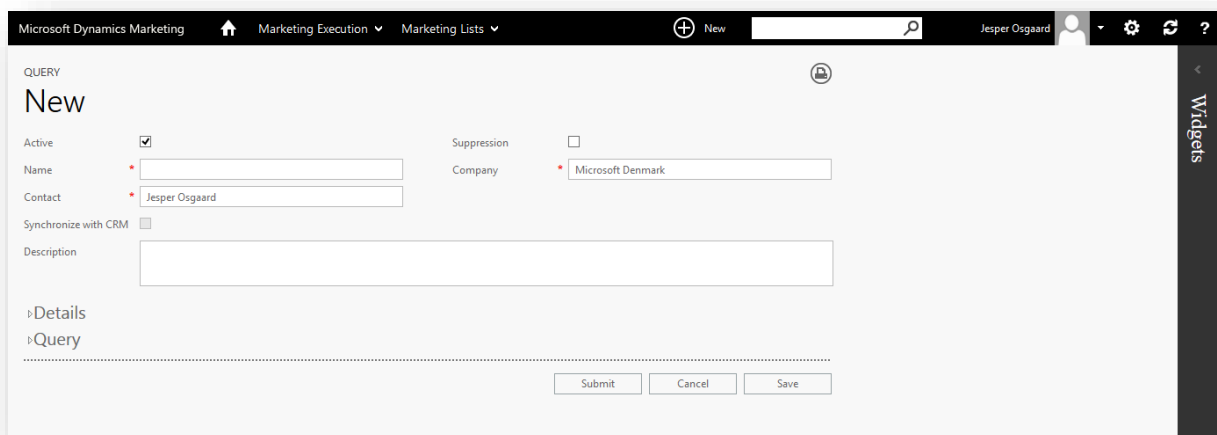 Microsoft Dynamics Marketing Marketing Execution Marketing Lists New Jesper Osgaard ?
QUERY
New
Active Suppression
Name * Company * Microsoft Denmark
Contact * Jesper Osgaard
Synchronize with CRM
Description
Details
Query
Submit Cancel Save
Widgets